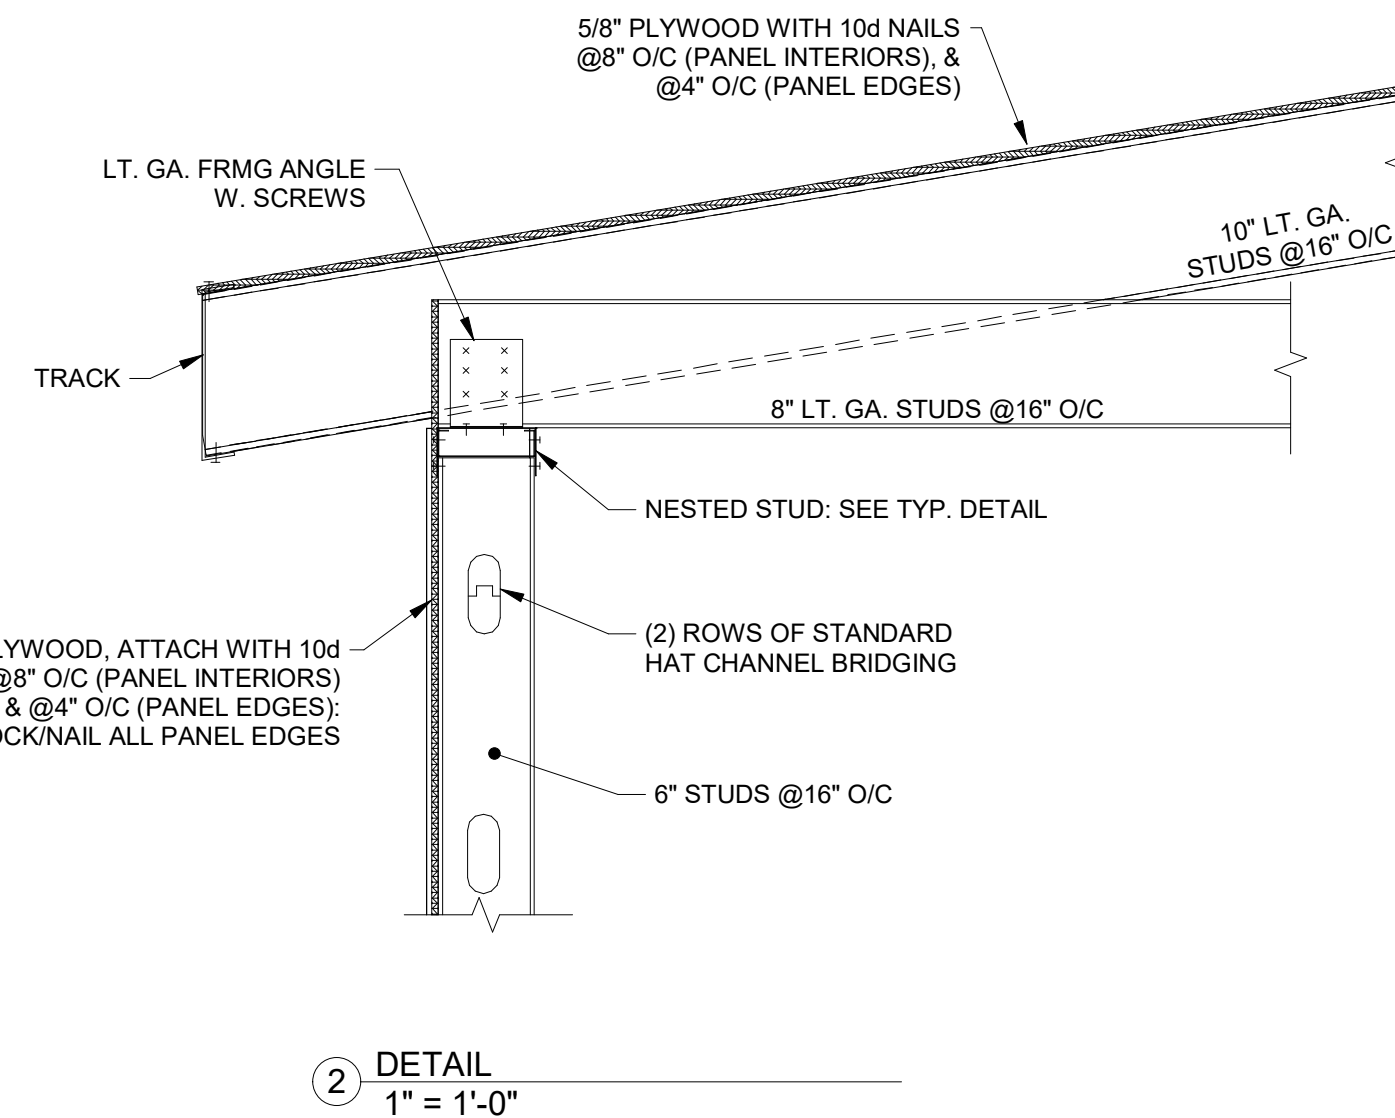 5/8" PLYWOOD WITH 10d NAILS
@8" O/C (PANEL INTERIORS), &
@4" O/C (PANEL EDGES)
LT. GA. FRMG ANGLE
W. SCREWS
10" LT. GA.
STUDS @16" O/C
TRACK
8" LT. GA. STUDS @16" O/C
NESTED STUD: SEE TYP. DETAIL
(2) ROWS OF STANDARD
HAT CHANNEL BRIDGING
LYWOOD, ATTACH WITH 10d
@8" O/C (PANEL INTERIORS)
& @4" O/C (PANEL EDGES):
OCK/NAIL ALL PANEL EDGES
6" STUDS @16" O/C
2 DETAIL
1" = 1'-0"